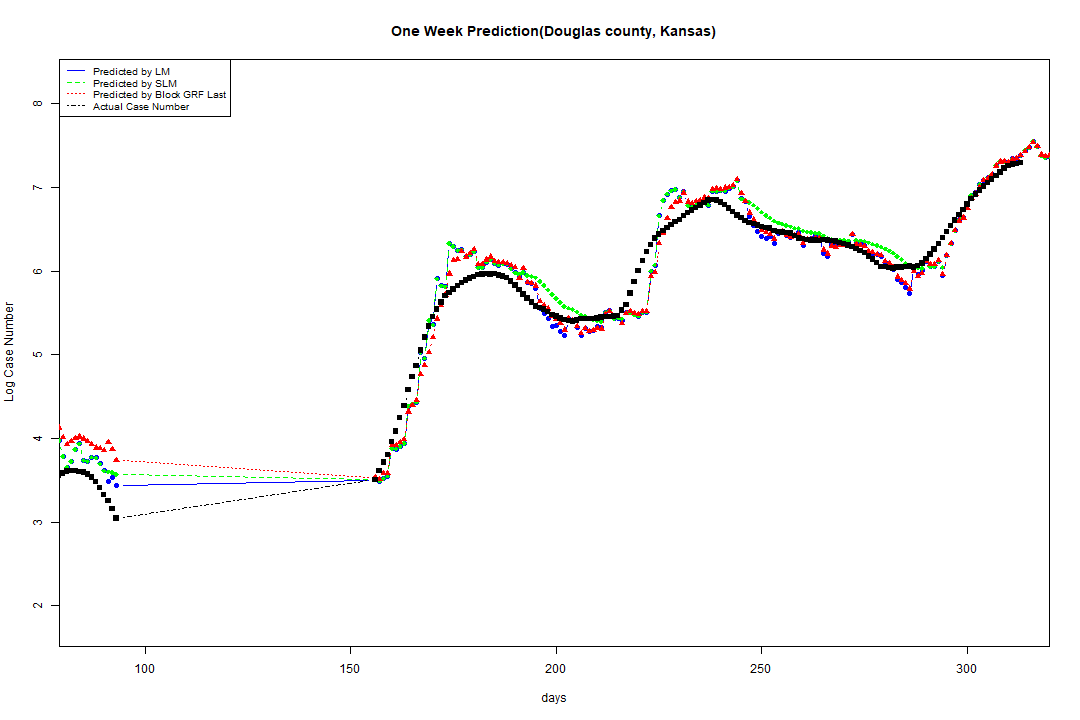 One Week Prediction(Douglas county, Kansas)
Predicted by LM
Predicted by SLM
Predicted by Block GRF Last
Actual Case Number
8
7
6
5
4
3
2
Log Case Number
100 150 200 250 300
days